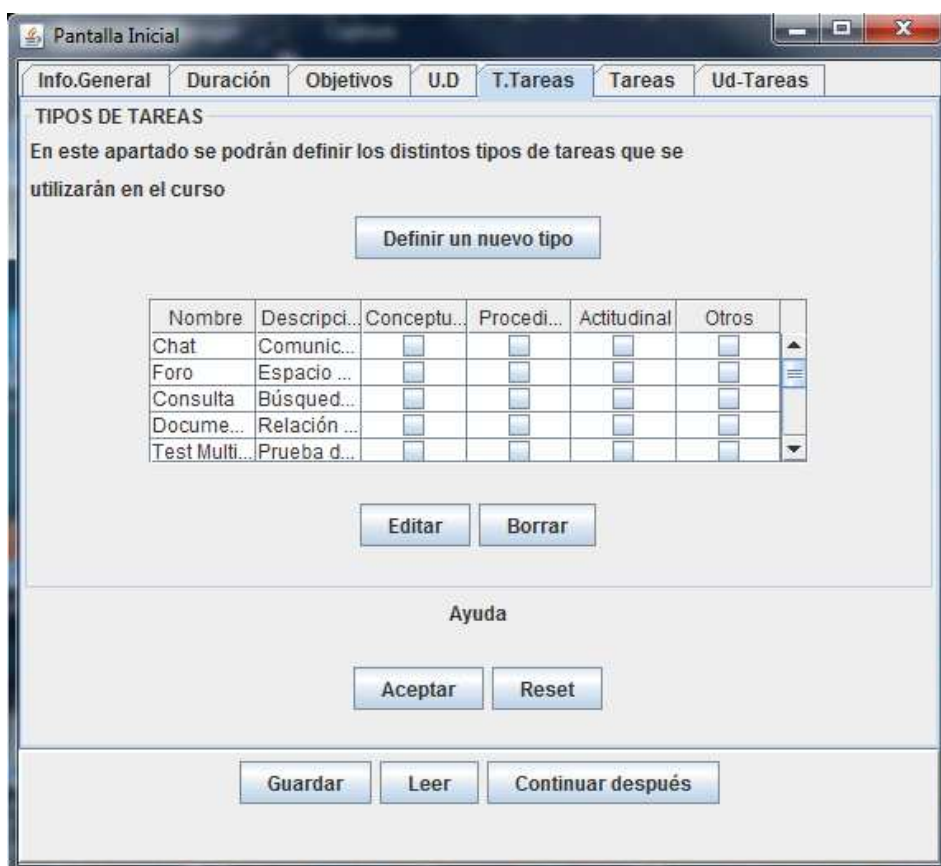 Pantalla Inicial
Info.General Duración Objetivos U.D T.Tareas Tareas Ud-Tareas
TIPOS DE TAREAS
En este apartado se podrán definir los distintos tipos de tareas que se
utilizarán en el curso
Definir un nuevo tipo
Nombre Descripci... Conceptu... Procedi... Actitudinal Otros
Chat Comunic...
Foro Espacio ...
Consulta Búsqued...
Docume... Relación ...
Test Multi... Prueba d...
Editar Borrar
Ayuda
Aceptar Reset
Guardar Leer Continuar después